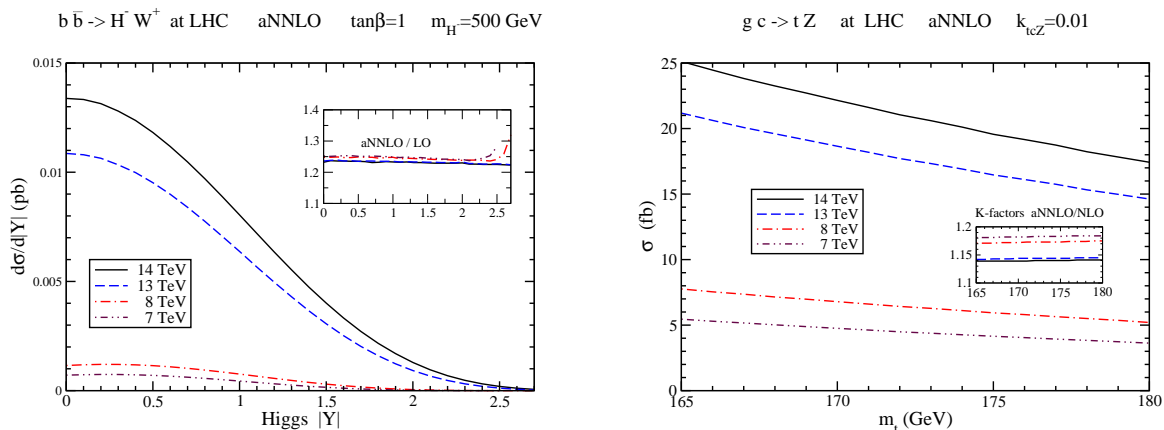 b b̅ -> H⁻ W⁺ at LHC aNNLO tanβ=1 m_H⁻=500 GeV
0.015
0.01
0.005
0
dσ/d|Y| (pb)
1.4
1.3
1.2
1.1
aNNLO / LO
0 0.5 1 1.5 2 2.5
14 TeV
13 TeV
8 TeV
7 TeV
0 0.5 1 1.5 2 2.5
Higgs |Y|
g c -> t Z at LHC aNNLO k_tcZ=0.01
25
20
15
10
5
0
σ (fb)
14 TeV
13 TeV
8 TeV
7 TeV
K-factors aNNLO/NLO
1.2
1.15
1.1
165 170 175 180
165 170 175 180
m_t (GeV)